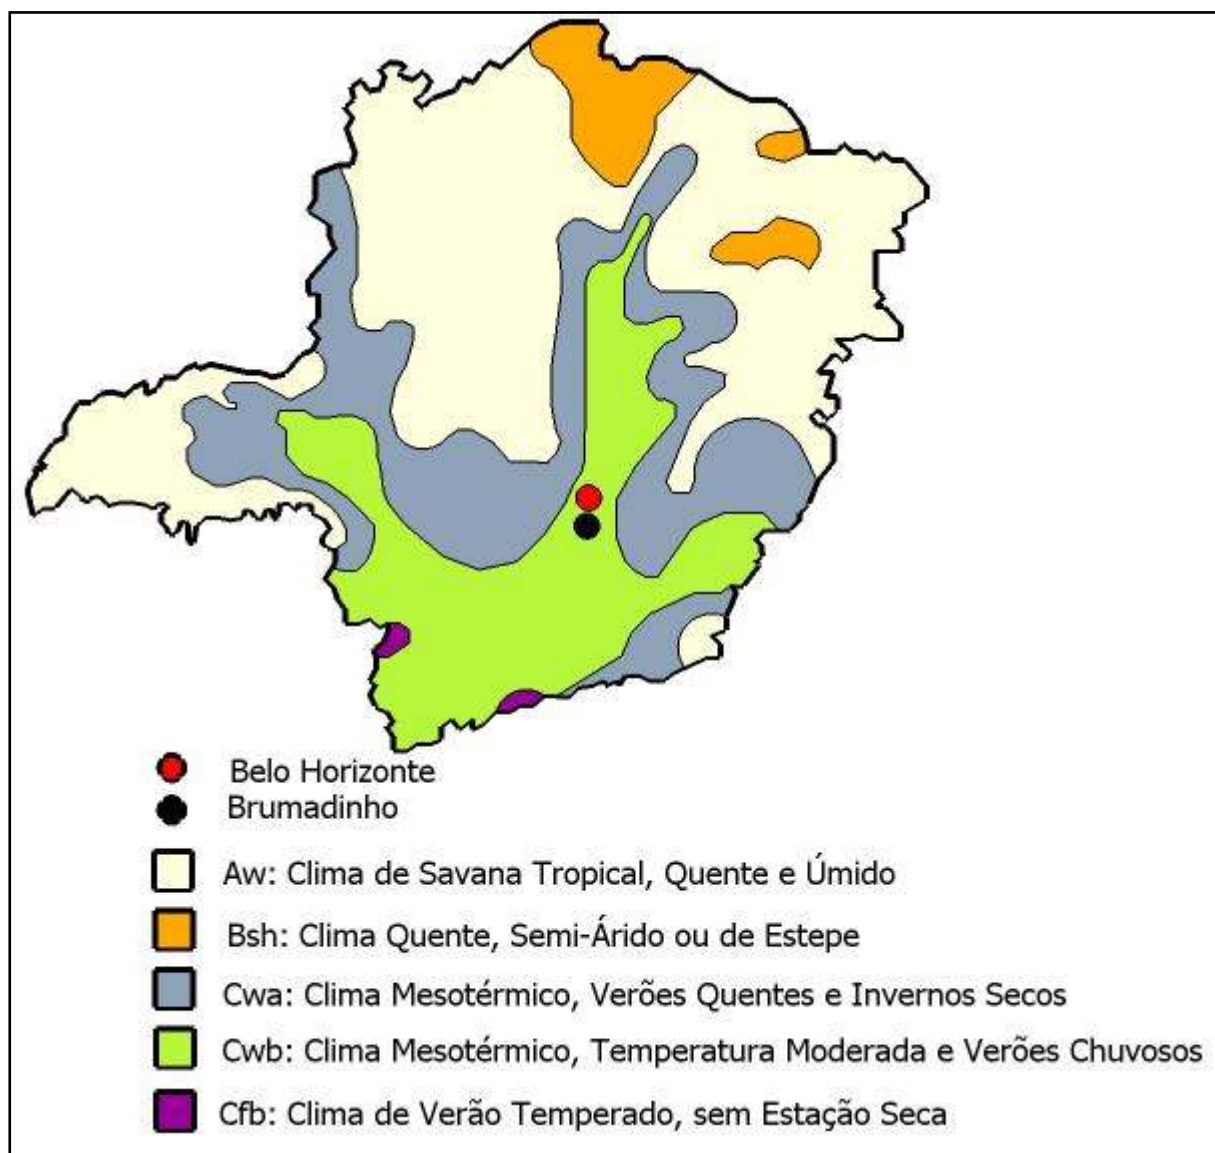 Belo Horizonte
Brumadinho
Aw: Clima de Savana Tropical, Quente e Úmido
Bsh: Clima Quente, Semi-Árido ou de Estepe
Cwa: Clima Mesotérmico, Verões Quentes e Invernos Secos
Cwb: Clima Mesotérmico, Temperatura Moderada e Verões Chuvosos
Cfb: Clima de Verão Temperado, sem Estação Seca